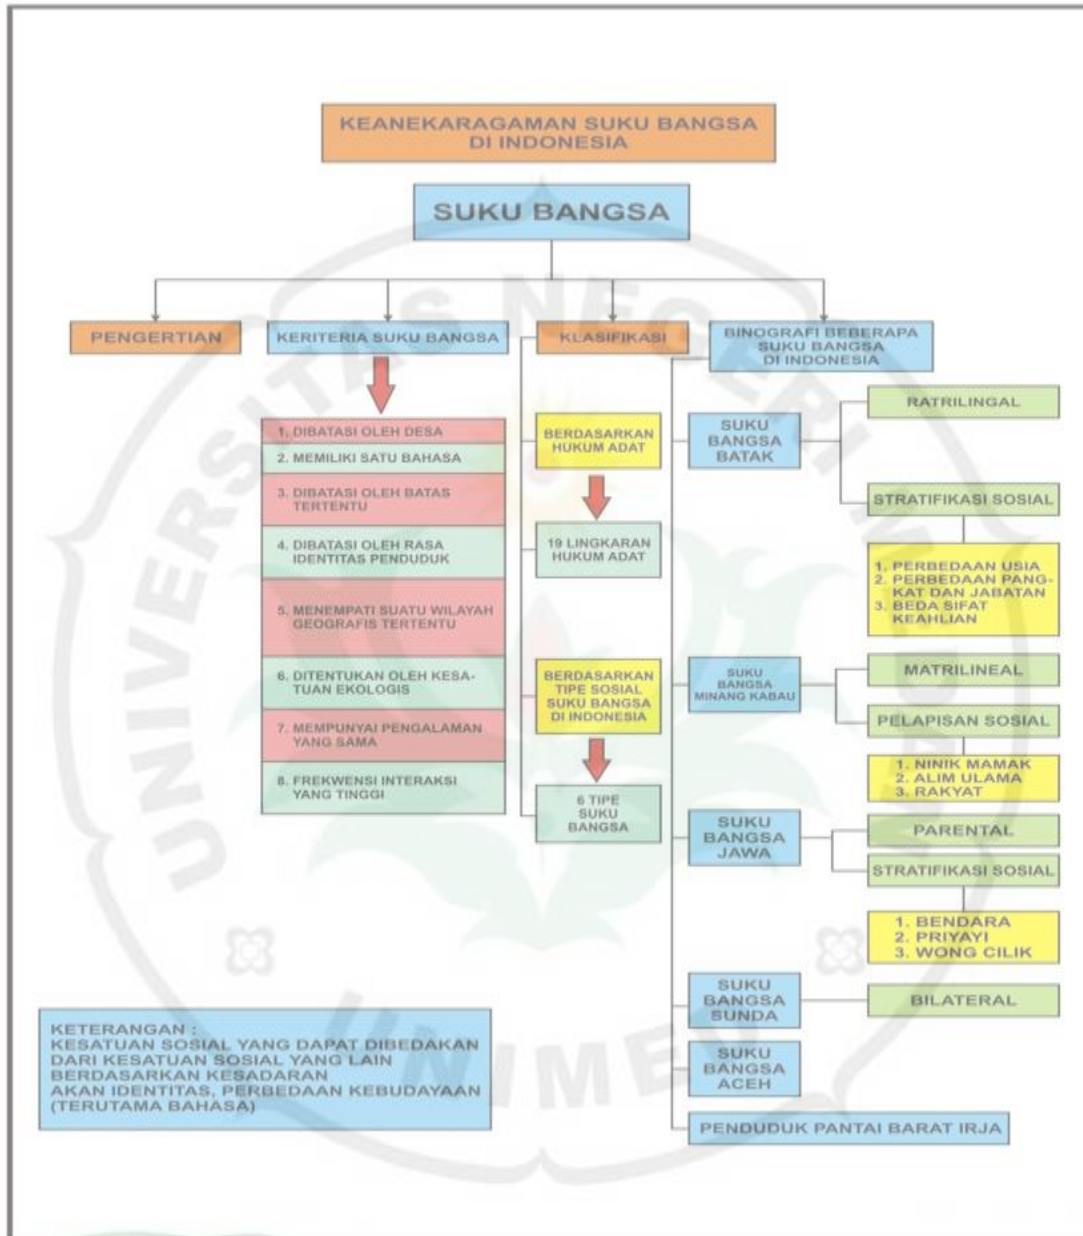 KEANEKARAGAMAN SUKU BANGSA
DI INDONESIA
SUKU BANGSA
PENGERTIAN
KERITERIA SUKU BANGSA
KLASIFIKASI
BINOGRAFI BEBERAPA
SUKU BANGSA
DI INDONESIA
1. DIBATASI OLEH DESA
2. MEMILIKI SATU BAHASA
3. DIBATASI OLEH BATAS
TERTENTU
4. DIBATASI OLEH RASA
IDENTITAS PENDUDUK
5. MENEMPATI SUATU WILAYAH
GEOGRAFIS TERTENTU
6. DITENTUKAN OLEH KESA-
TUAN EKOLOGIS
7. MEMPUNYAI PENGALAMAN
YANG SAMA
8. FREKWENSI INTERAKSI
YANG TINGGI
BERDASARKAN
HUKUM ADAT
19 LINGKARAN
HUKUM ADAT
BERDASARKAN
TIPE SOSIAL
SUKU BANGSA
DI INDONESIA
6 TIPE
SUKU
BANGSA
SUKU
BANGSA
BATAK
RATRILINGAL
STRATIFIKASI SOSIAL
1. PERBEDAAN USIA
2. PERBEDAAN PANG-
KAT DAN JABATAN
3. BEDA SIFAT
KEAHLIAN
SUKU
BANGSA
MINANG KABAU
MATRILINEAL
PELAPISAN SOSIAL
1. NINIK MAMAK
2. ALIM ULAMA
3. RAKYAT
SUKU
BANGSA
JAWA
PARENTAL
STRATIFIKASI SOSIAL
1. BENDARA
2. PRIYAYI
3. WONG CILIK
SUKU
BANGSA
SUNDA
BILATERAL
SUKU
BANGSA
ACEH
PENDUDUK PANTAI BARAT IRJA
KETERANGAN :
KESATUAN SOSIAL YANG DAPAT DIBEDAKAN
DARI KESATUAN SOSIAL YANG LAIN
BERDASARKAN KESADARAN
AKAN IDENTITAS, PERBEDAAN KEBUDAYAAN
(TERUTAMA BAHASA)
UNIVERSITAS NEGERI MEDAN
UNIMED